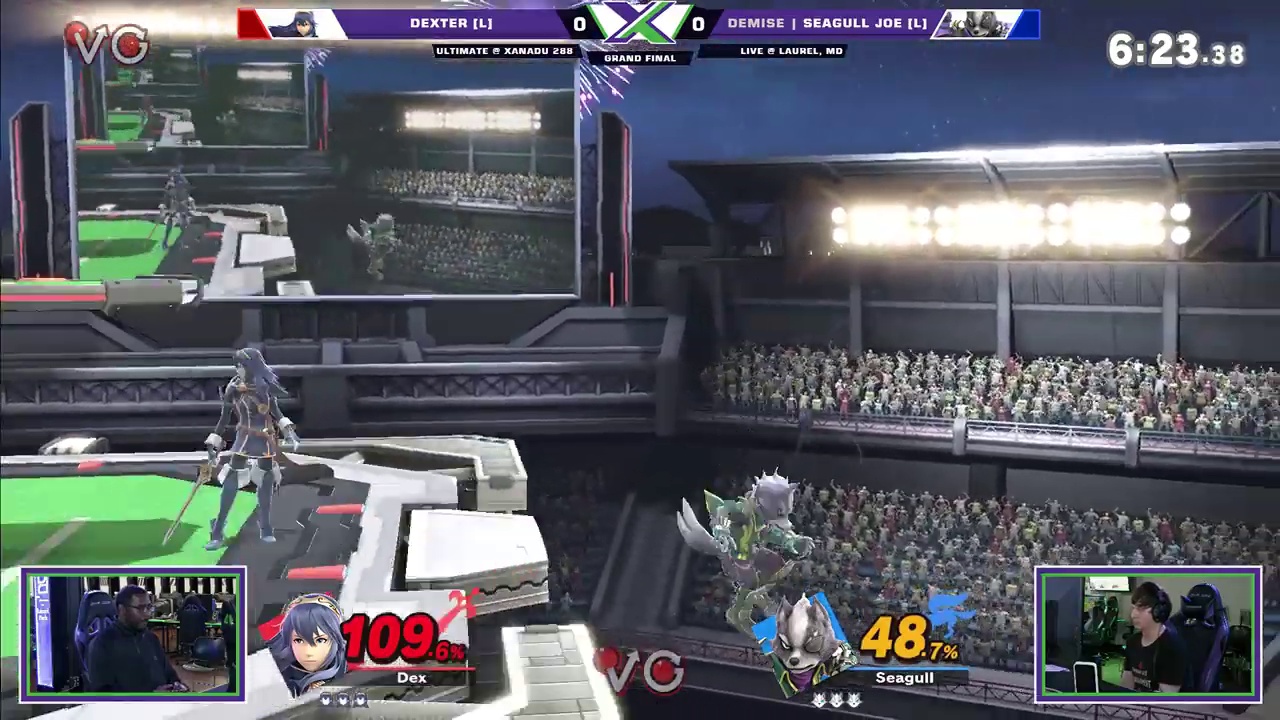 DEXTER [L] 0 0 DEMISE | SEAGULL JOE [L]
ULTIMATE @ XANADU 288 LIVE @ LAUREL, MD
GRAND FINAL
6:23.38
VG
109.6%
Dex
VG
48.7%
Seagull